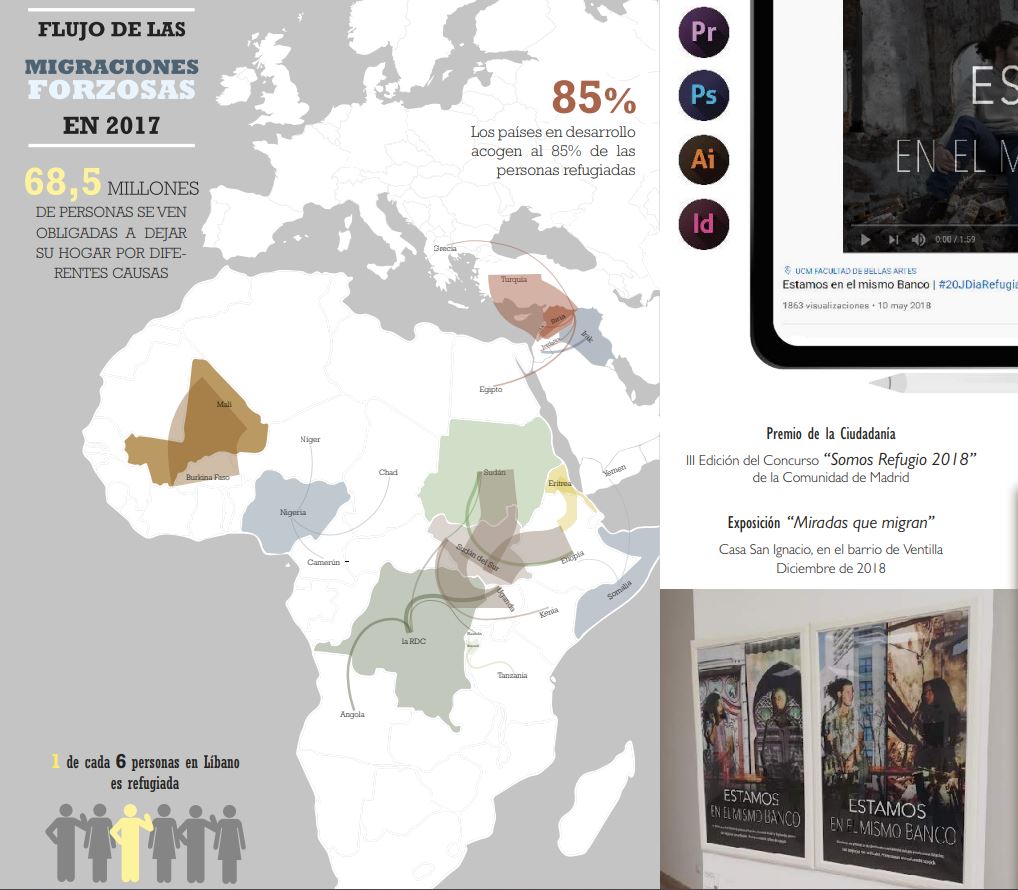 FLUJO DE LAS
MIGRACIONES
FORZOSAS
EN 2017
68,5 MILLONES
DE PERSONAS SE VEN
OBLIGADAS A DEJAR
SU HOGAR POR DIFE-
RENTES CAUSAS
85%
Los países en desarrollo
acogen al 85% de las
personas refugiadas
Grecia
Turquía
Siria
Irak
Egipto
Malí
Níger
Burkina Faso
Chad
Sudán
Eritrea
Yemen
Nigeria
Camerún
Sudán del Sur
Etiopía
Somalia
Uganda
Kenia
la RDC
Tanzania
Angola
1 de cada 6 personas en Líbano
es refugiada
Pr
Ps
Ai
Id
ES
EN EL M
0:00 / 1:59
UCM FACULTAD DE BELLAS ARTES
Estamos en el mismo Banco | #20JDiaRefugia
1863 visualizaciones • 10 may 2018
Premio de la Ciudadanía
III Edición del Concurso “Somos Refugio 2018”
de la Comunidad de Madrid
Exposición “Miradas que migran”
Casa San Ignacio, en el barrio de Ventilla
Diciembre de 2018
ESTAMOS
EN EL MISMO BANCO
ESTAMOS
EN EL MISMO BANCO